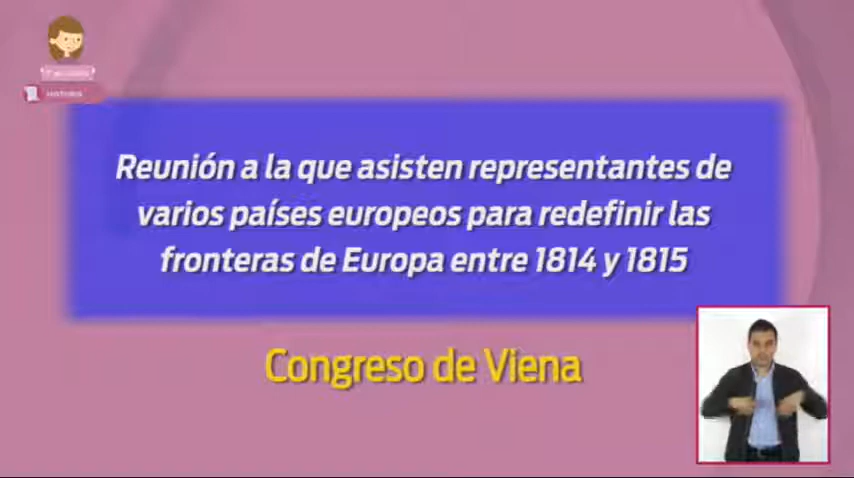 HISTORIA
Reunión a la que asisten representantes de
varios países europeos para redefinir las
fronteras de Europa entre 1814 y 1815
Congreso de Viena